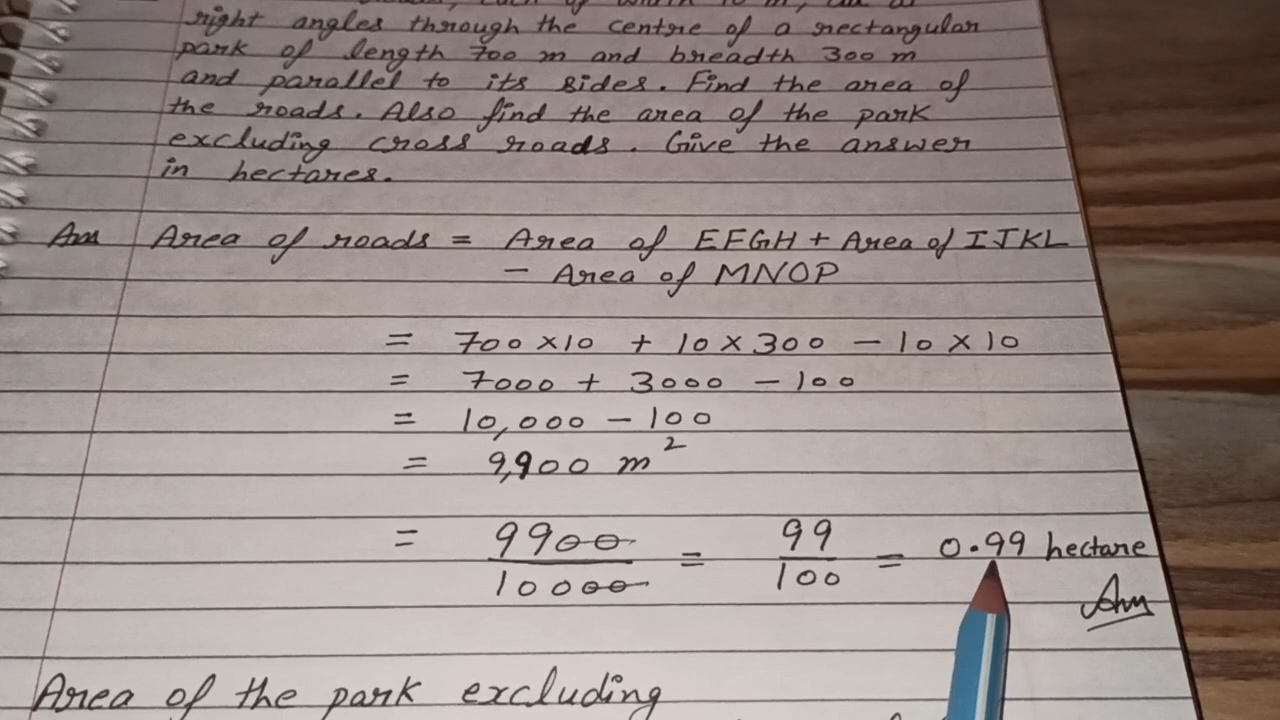 right angles through the centre of a rectangular
park of length 700 m and breadth 300 m
and parallel to its sides. Find the area of
the roads. Also find the area of the park
excluding cross roads. Give the answer
in hectares.
Ans Area of roads = Area of EFGH + Area of IJKL
- Area of MNOP
= 700 × 10 + 10 × 300 - 10 × 10
= 7000 + 3000 - 100
= 10,000 - 100
= 9,900 m²
= 9900/10000 = 99/100 = 0.99 hectare
Ans
Area of the park excluding